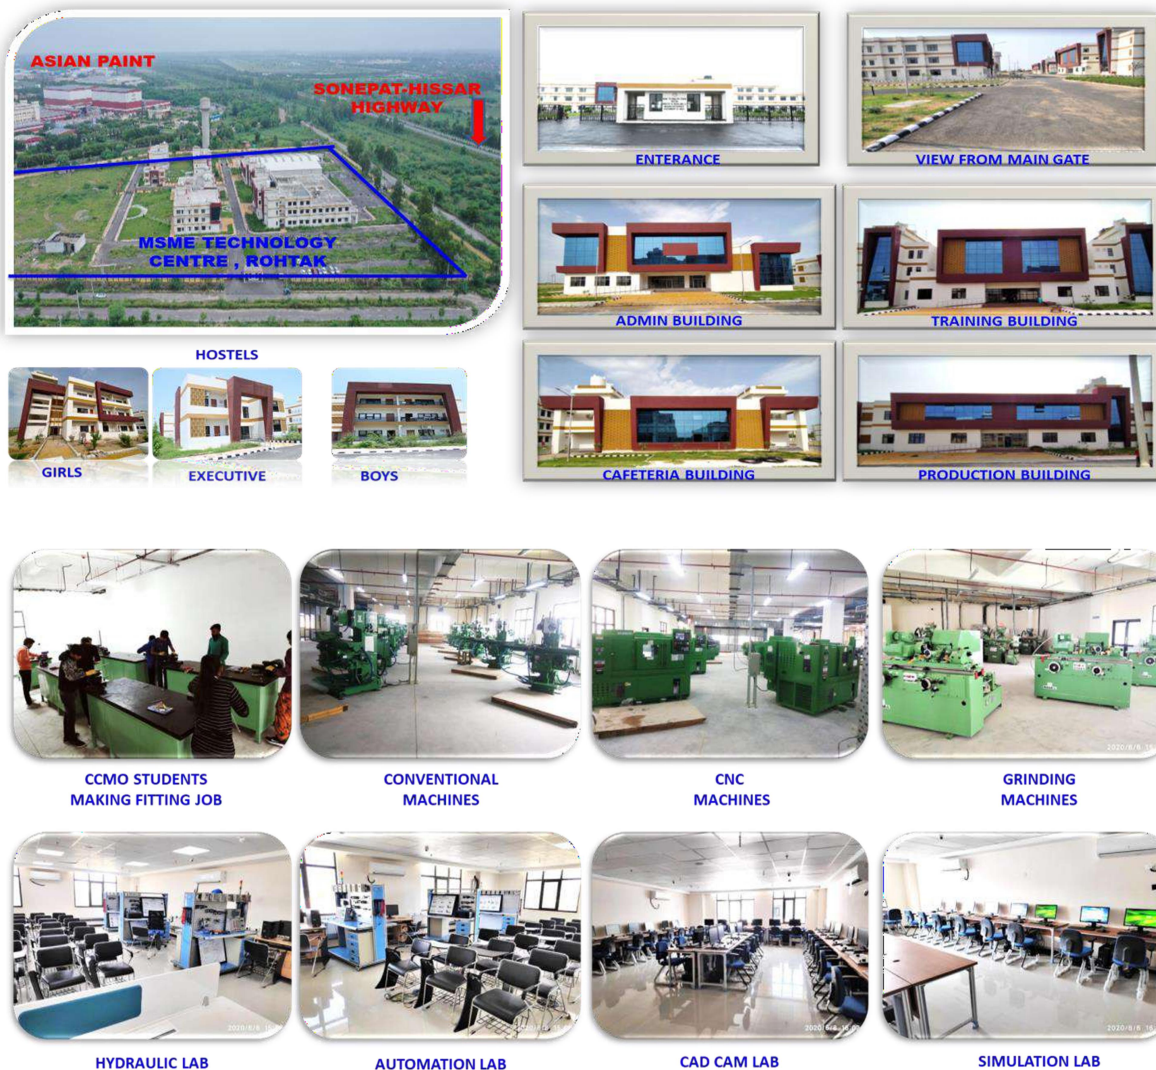 ASIAN PAINT
SONEPAT-HISSAR
HIGHWAY
MSME TECHNOLOGY
CENTRE , ROHTAK
ENTERANCE
VIEW FROM MAIN GATE
ADMIN BUILDING
TRAINING BUILDING
HOSTELS
GIRLS
EXECUTIVE
BOYS
CAFETERIA BUILDING
PRODUCTION BUILDING
CCMO STUDENTS
MAKING FITTING JOB
CONVENTIONAL
MACHINES
CNC
MACHINES
GRINDING
MACHINES
HYDRAULIC LAB
AUTOMATION LAB
CAD CAM LAB
SIMULATION LAB